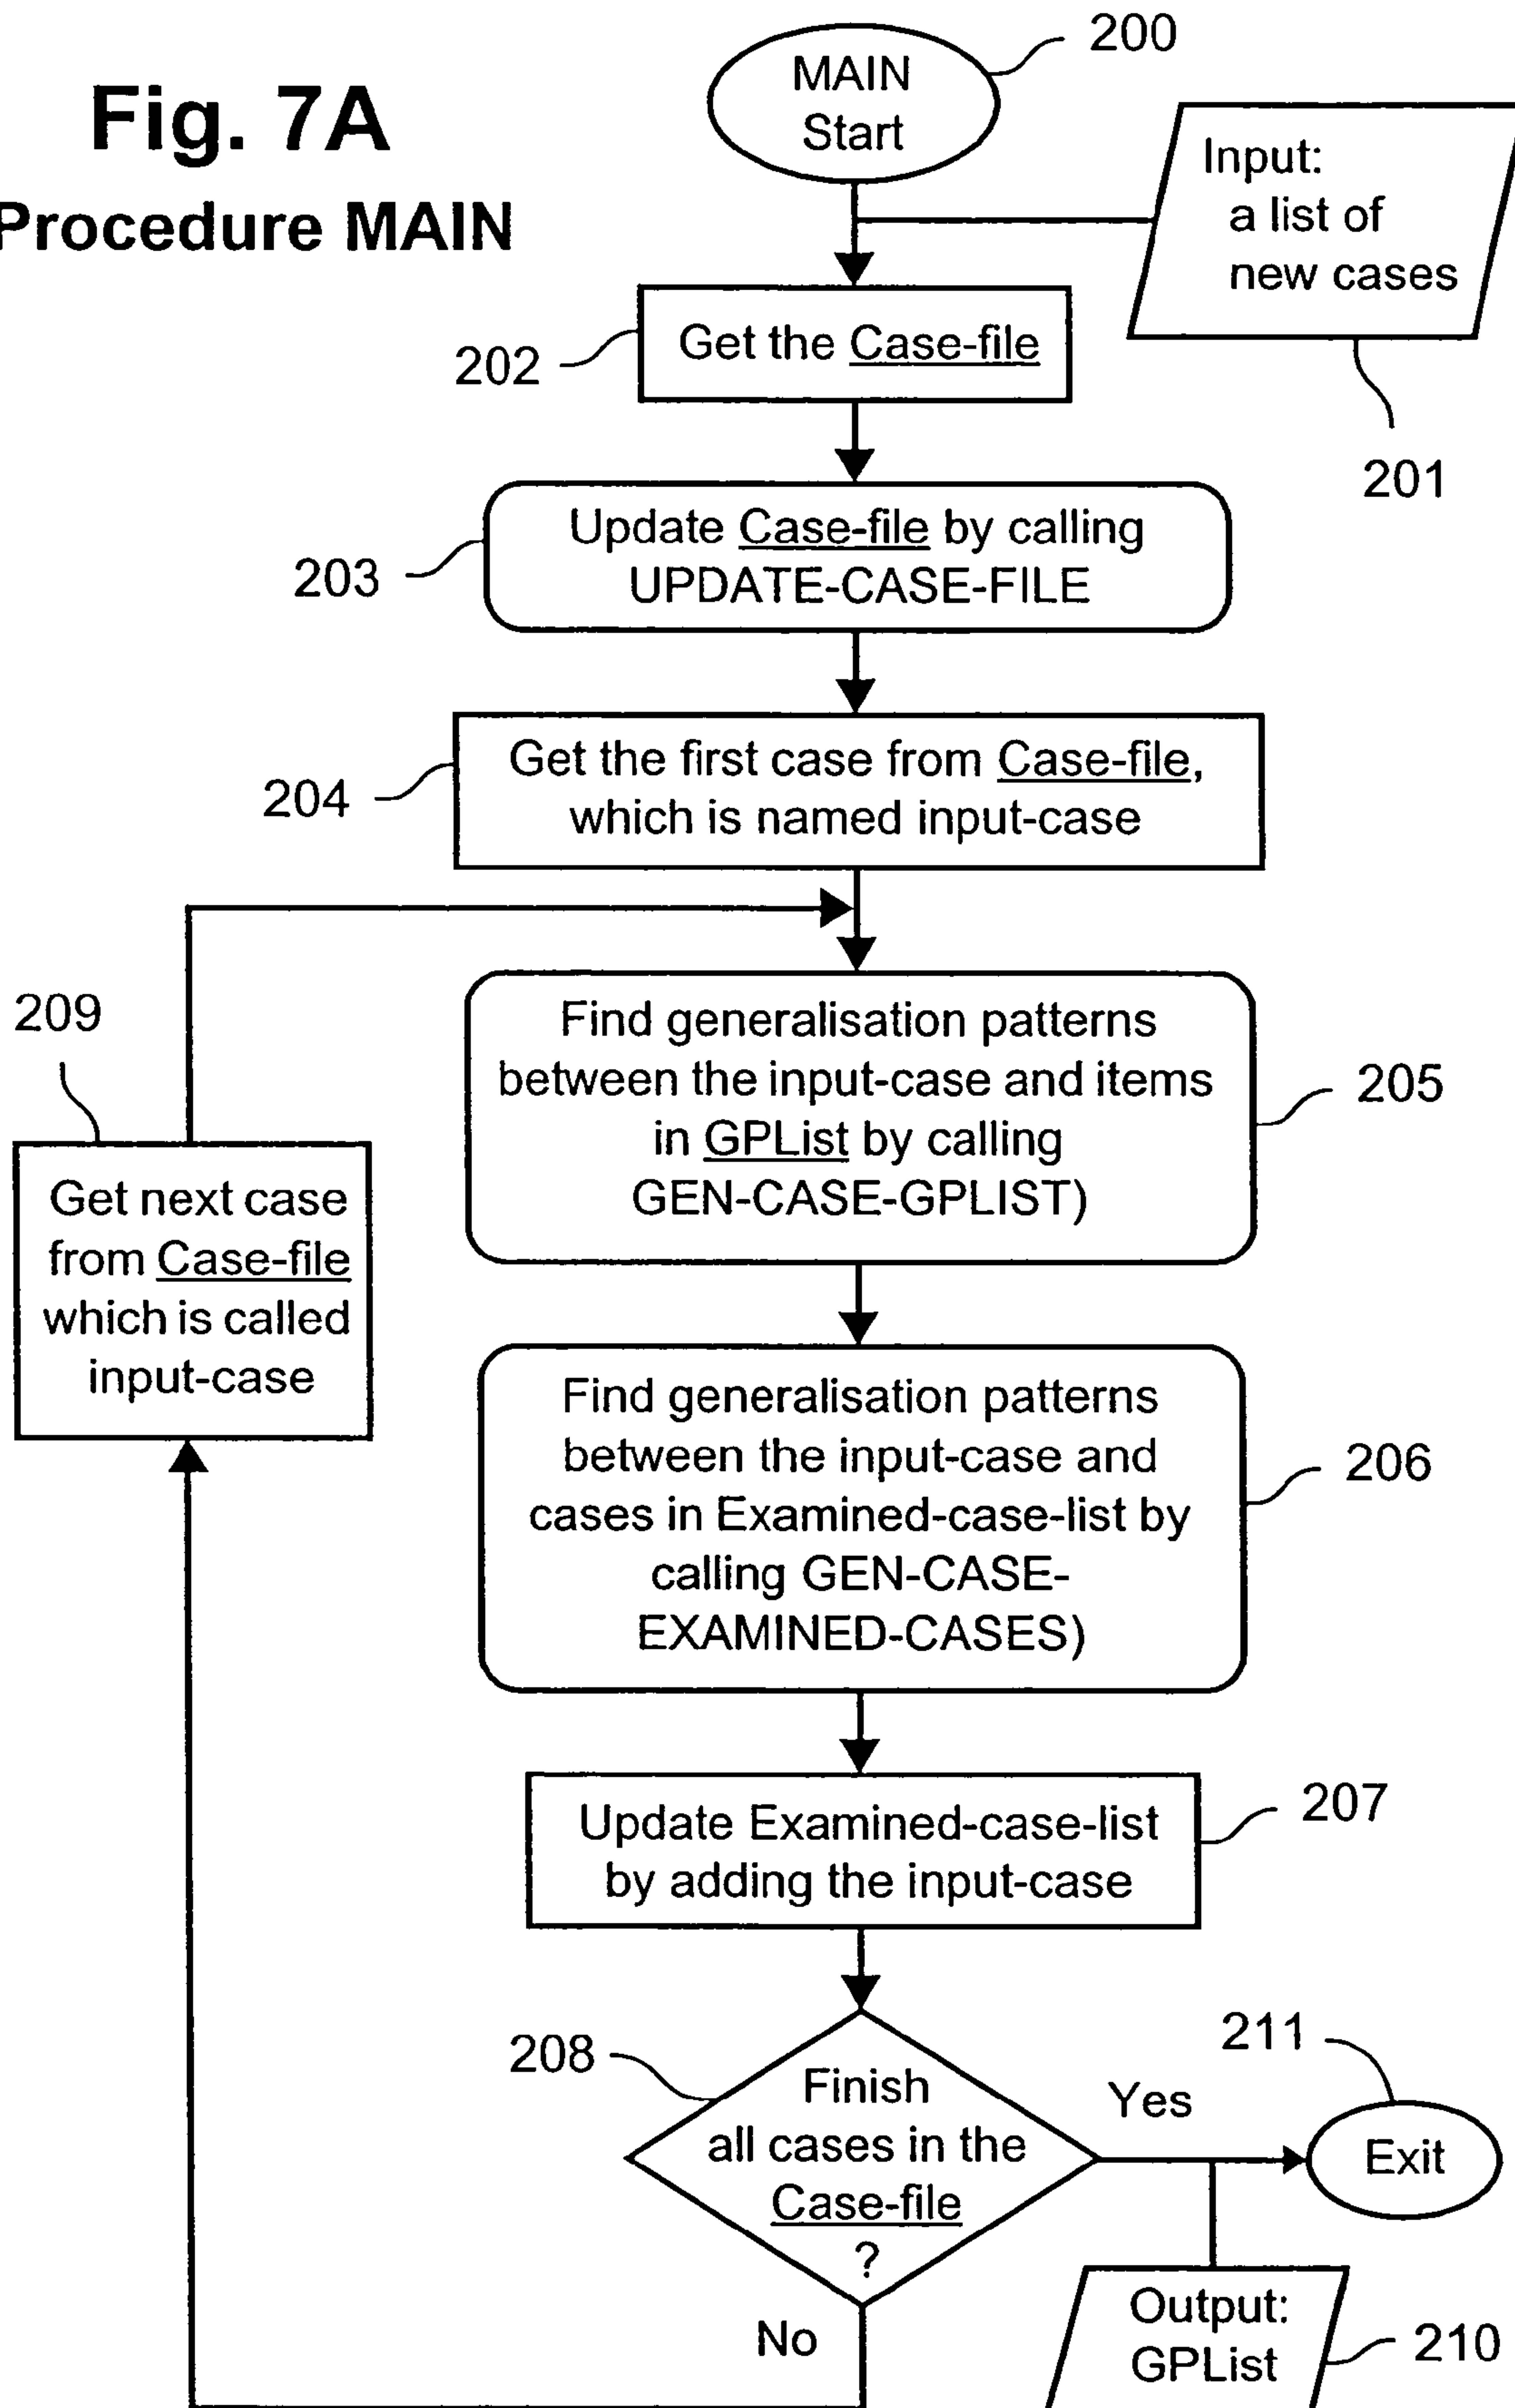 Fig. 7A
Procedure MAIN
200
MAIN
Start
Input:
a list of
new cases
201
202
Get the Case-file
203
Update Case-file by calling
UPDATE-CASE-FILE
204
Get the first case from Case-file,
which is named input-case
209
Get next case
from Case-file
which is called
input-case
Find generalisation patterns
between the input-case and items
in GPList by calling
GEN-CASE-GPLIST)
205
Find generalisation patterns
between the input-case and
cases in Examined-case-list by
calling GEN-CASE-
EXAMINED-CASES)
206
Update Examined-case-list
by adding the input-case
207
208
Finish
all cases in the
Case-file
?
Yes
211
Exit
No
Output:
GPList
210